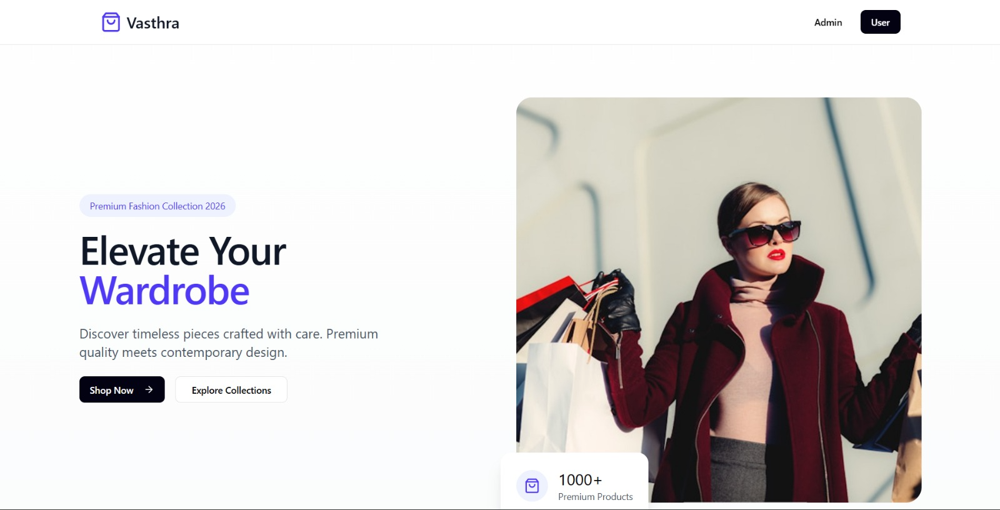 Vasthra
Admin
User
Premium Fashion Collection 2026
Elevate Your
Wardrobe
Discover timeless pieces crafted with care. Premium
quality meets contemporary design.
Shop Now
Explore Collections
1000+
Premium Products